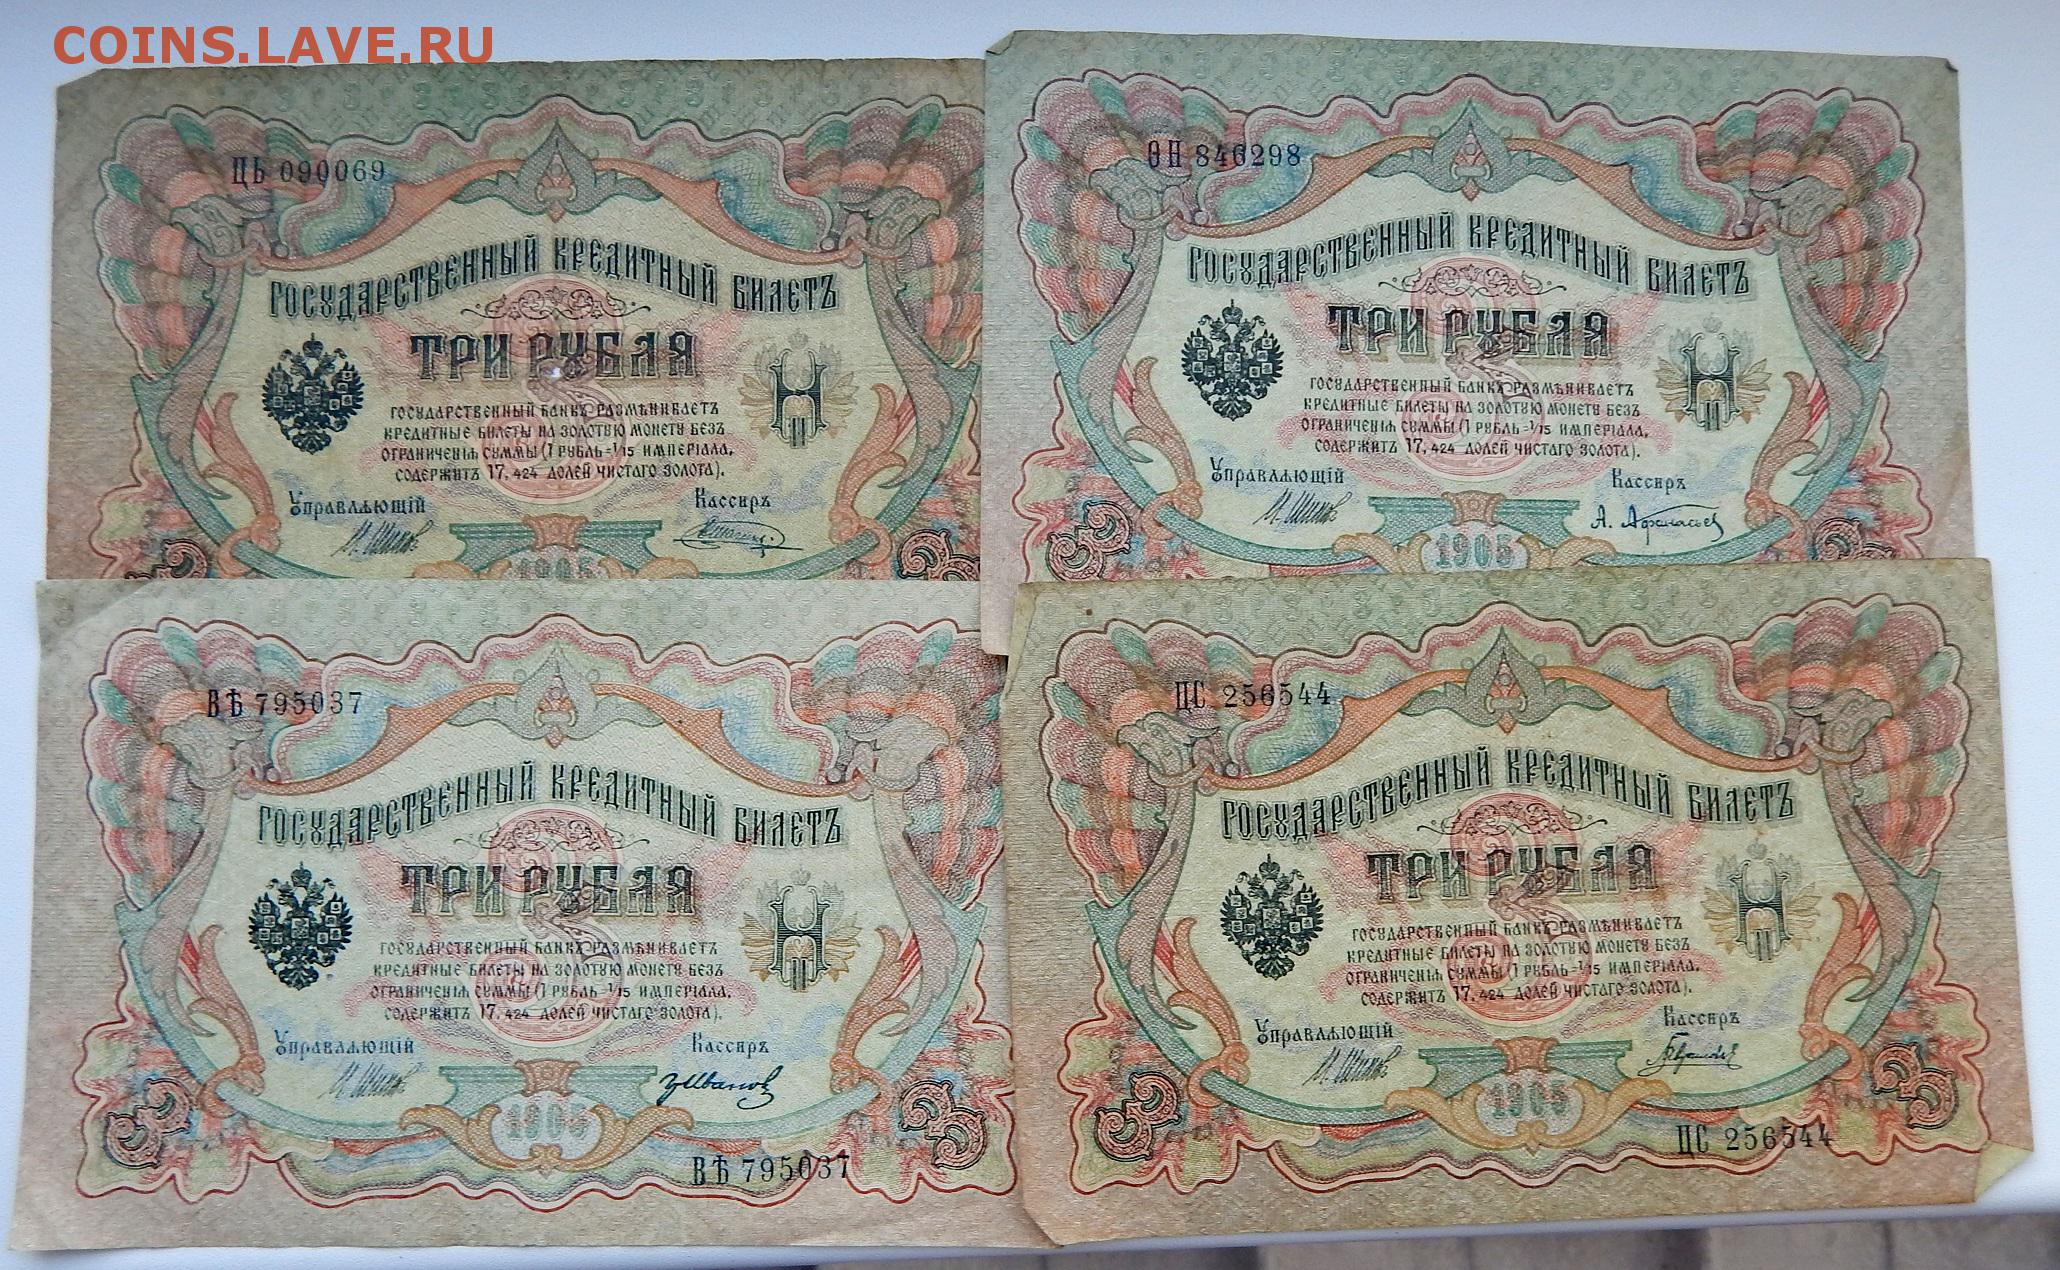 COINS.LAVE.RU
ЦЬ 090069
ГОСУДАРСТВЕННЫЙ КРЕДИТНЫЙ БИЛЕТЪ
ТРИ РУБЛЯ
ГОСУДАРСТВЕННЫЙ БАНКЪ РАЗМѢНИВАЕТЪ
КРЕДИТНЫЕ БИЛЕТЫ НА ЗОЛОТУЮ МОНЕТУ БЕЗЪ
ОГРАНИЧЕНІЯ СУММЫ (1 РУБЛЬ=1/15 ИМПЕРІАЛА,
СОДЕРЖИТЪ 17,424 ДОЛЕЙ ЧИСТАГО ЗОЛОТА).
Управляющій Кассиръ
1905
ѲН 846298
ГОСУДАРСТВЕННЫЙ КРЕДИТНЫЙ БИЛЕТЪ
ТРИ РУБЛЯ
ГОСУДАРСТВЕННЫЙ БАНКЪ РАЗМѢНИВАЕТЪ
КРЕДИТНЫЕ БИЛЕТЫ НА ЗОЛОТУЮ МОНЕТУ БЕЗЪ
ОГРАНИЧЕНІЯ СУММЫ (1 РУБЛЬ=1/15 ИМПЕРІАЛА,
СОДЕРЖИТЪ 17,424 ДОЛЕЙ ЧИСТАГО ЗОЛОТА).
Управляющій Кассиръ
А. Афанасьев
1905
3 3
ВѢ 795037
ГОСУДАРСТВЕННЫЙ КРЕДИТНЫЙ БИЛЕТЪ
ТРИ РУБЛЯ
ГОСУДАРСТВЕННЫЙ БАНКЪ РАЗМѢНИВАЕТЪ
КРЕДИТНЫЕ БИЛЕТЫ НА ЗОЛОТУЮ МОНЕТУ БЕЗЪ
ОГРАНИЧЕНІЯ СУММЫ (1 РУБЛЬ=1/15 ИМПЕРІАЛА,
СОДЕРЖИТЪ 17,424 ДОЛЕЙ ЧИСТАГО ЗОЛОТА).
Управляющій Кассиръ
1905
3 3
ВѢ 795037
ЦС 256544
ГОСУДАРСТВЕННЫЙ КРЕДИТНЫЙ БИЛЕТЪ
ТРИ РУБЛЯ
ГОСУДАРСТВЕННЫЙ БАНКЪ РАЗМѢНИВАЕТЪ
КРЕДИТНЫЕ БИЛЕТЫ НА ЗОЛОТУЮ МОНЕТУ БЕЗЪ
ОГРАНИЧЕНІЯ СУММЫ (1 РУБЛЬ=1/15 ИМПЕРІАЛА,
СОДЕРЖИТЪ 17,424 ДОЛЕЙ ЧИСТАГО ЗОЛОТА).
Управляющій Кассиръ
1905
3 3
ЦС 256544